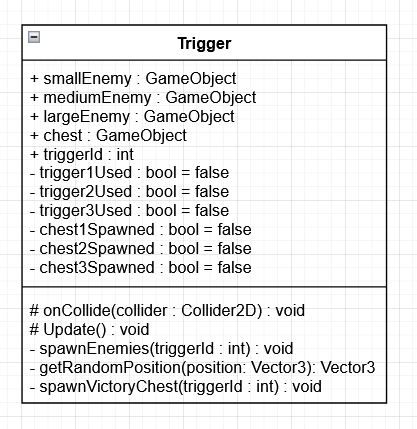 Trigger
+ smallEnemy : GameObject
+ mediumEnemy : GameObject
+ largeEnemy : GameObject
+ chest : GameObject
+ triggerId : int
- trigger1Used : bool = false
- trigger2Used : bool = false
- trigger3Used : bool = false
- chest1Spawned : bool = false
- chest2Spawned : bool = false
- chest3Spawned : bool = false
# onCollide(collider : Collider2D) : void
# Update() : void
- spawnEnemies(triggerId : int) : void
- getRandomPosition(position: Vector3): Vector3
- spawnVictoryChest(triggerId : int) : void